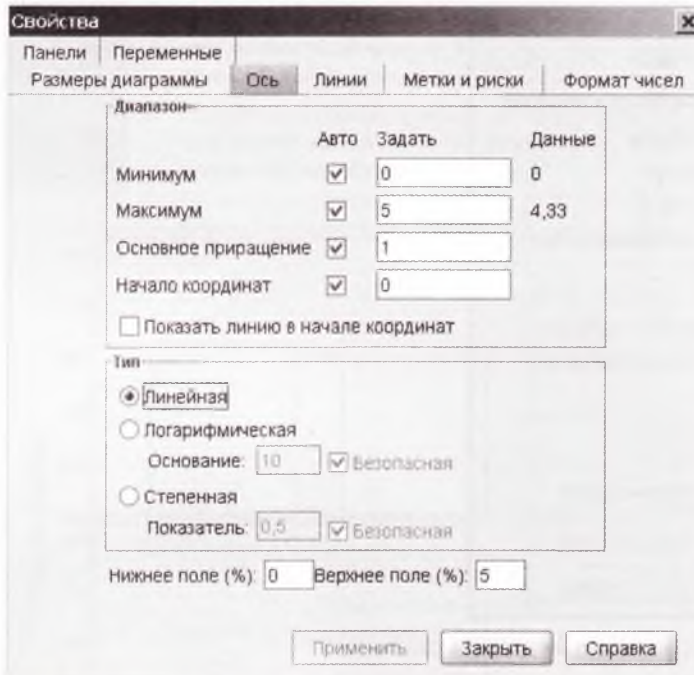 Свойства
Панели Переменные
Размеры диаграммы Ось Линии Метки и риски Формат чисел
Диапазон
Авто Задать Данные
Минимум 0 0
Максимум 5 4,33
Основное приращение 1
Начало координат 0
Показать линию в начале координат
Тип
Линейная
Логарифмическая
Основание: 10 Безопасная
Степенная
Показатель: 0,5 Безопасная
Нижнее поле (%): 0 Верхнее поле (%): 5
Применить Закрыть Справка